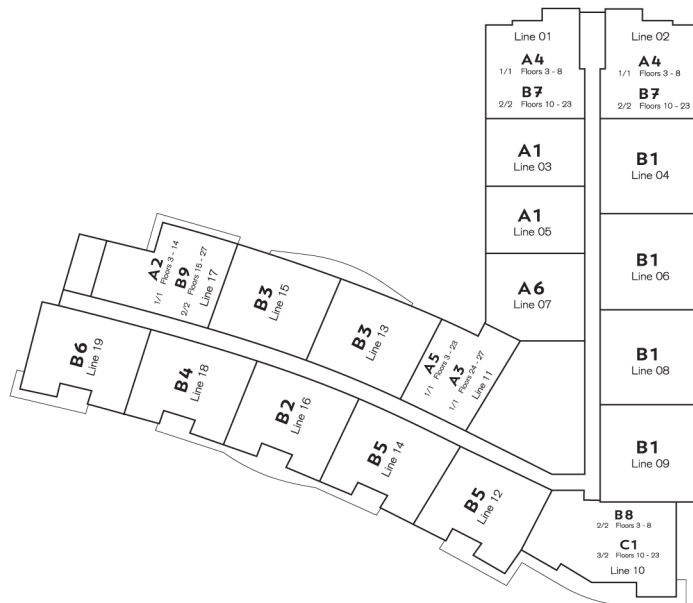 Line 01
A4
1/1 Floors 3 - 8
B7
2/2 Floors 10 - 23
Line 02
A4
1/1 Floors 3 - 8
B7
2/2 Floors 10 - 23
A1
Line 03
B1
Line 04
A1
Line 05
B1
Line 06
A6
Line 07
B1
Line 08
B1
Line 09
B8
2/2 Floors 3 - 8
C1
3/2 Floors 10 - 23
Line 10
A5
1/1 Floors 3 - 23
A3
1/1 Floors 24 - 27
Line 11
B5
Line 12
B3
Line 13
B5
Line 14
B3
Line 15
B2
Line 16
A2
1/1 Floors 3 - 14
B9
2/2 Floors 15 - 27
Line 17
B4
Line 18
B6
Line 19